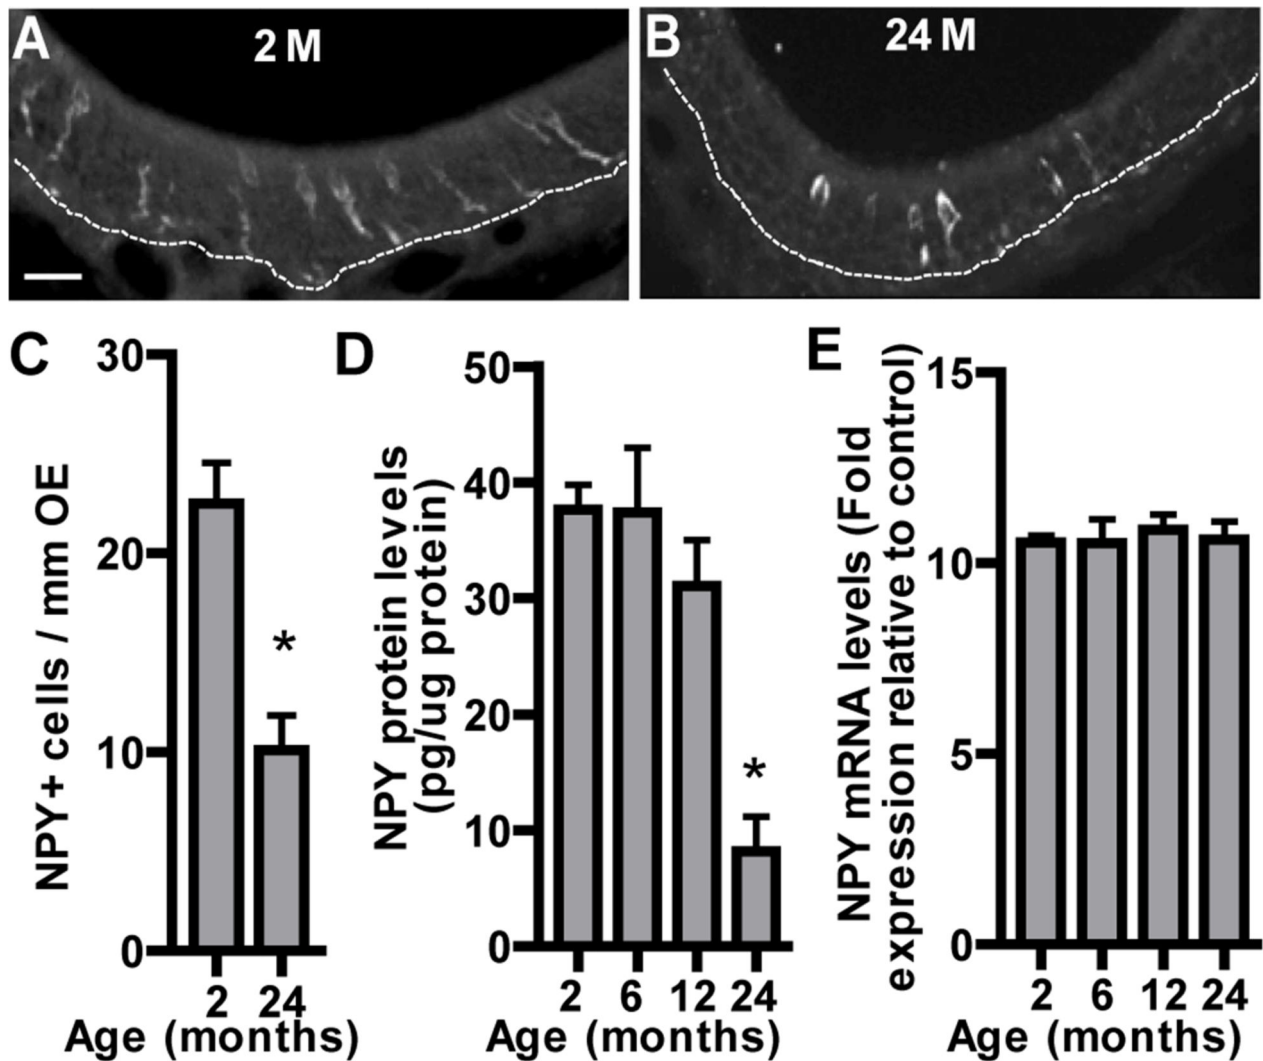 A
2 M
B
24 M
C
NPY+ cells / mm OE
30
20
10
0
*
2 24
Age (months)
D
NPY protein levels
(pg/ug protein)
50
40
30
20
10
0
*
2 6 12 24
Age (months)
E
NPY mRNA levels (Fold
expression relative to control)
15
10
5
0
2 6 12 24
Age (months)